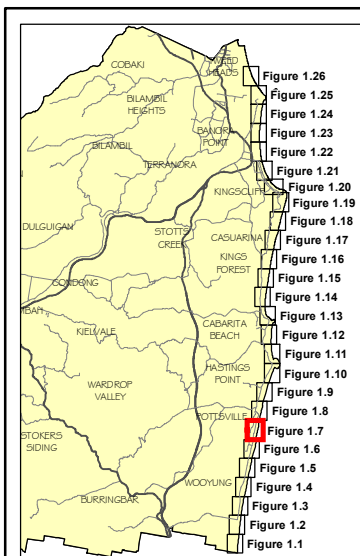 TWEED
HEADS
COBAKI
Figure 1.26
Figure 1.25
BILAMBIL
HEIGHTS
Figure 1.24
BANORA
POINT
Figure 1.23
BILAMBIL
Figure 1.22
TERRANORA
Figure 1.21
KINGSCLIFF
Figure 1.20
Figure 1.19
DULGUIGAN
STOTTS
CREEK
Figure 1.18
CASUARINA
Figure 1.17
KINGS
FOREST
Figure 1.16
Figure 1.15
GONDONG
Figure 1.14
MBAH
Figure 1.13
KIELVALE
CABARITA
BEACH
Figure 1.12
Figure 1.11
HASTINGS
POINT
Figure 1.10
WARDROP
VALLEY
Figure 1.9
Figure 1.8
POTTSVILLE
Figure 1.7
STOKERS
SIDING
Figure 1.6
Figure 1.5
WOOYUNG
Figure 1.4
BURRINGBAR
Figure 1.3
Figure 1.2
Figure 1.1